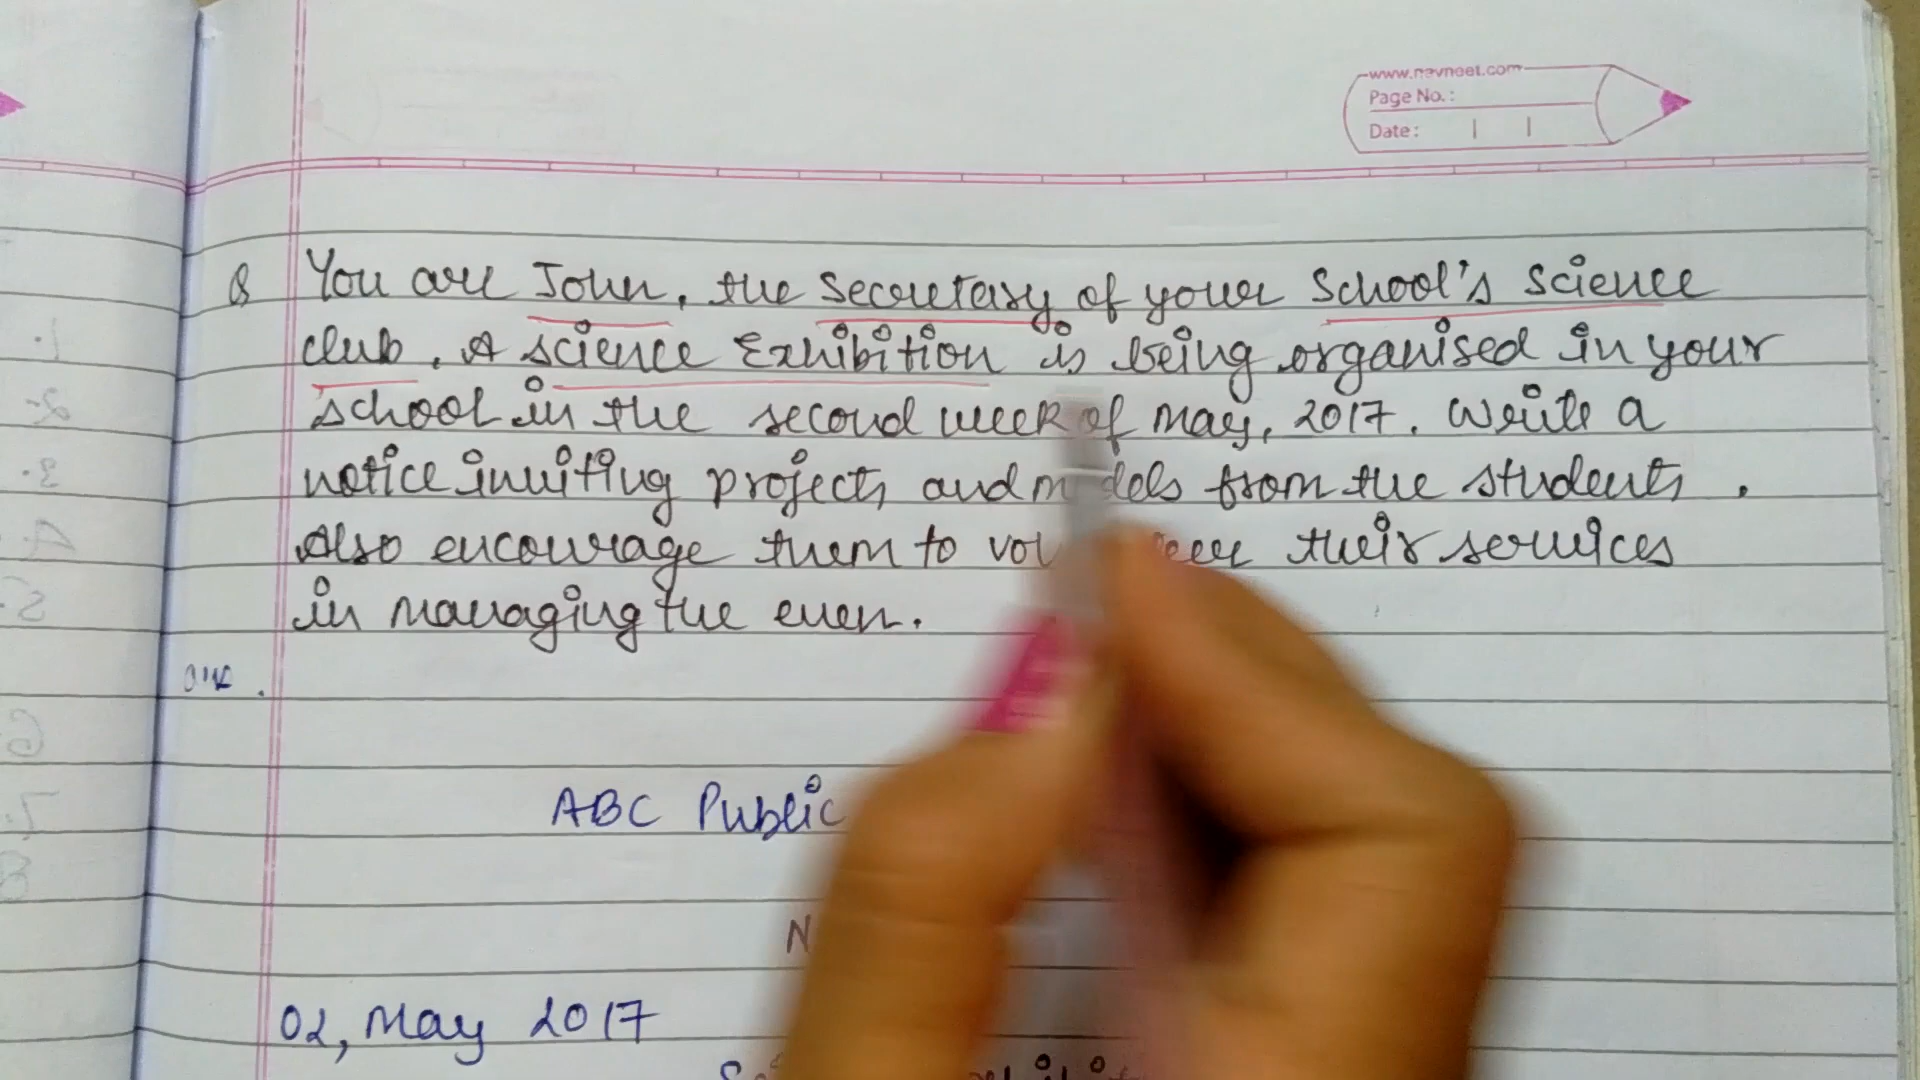 www.navneet.com
Page No.:
Date:
Q You are John, the Secretary of your School's Science
club. A Science Exhibition is being organised in your
school in the second week of May, 2017. Write a
notice inviting projects and models from the students.
Also encourage them to their services
in managing the even.
Ans.
ABC Public
02, May 2017